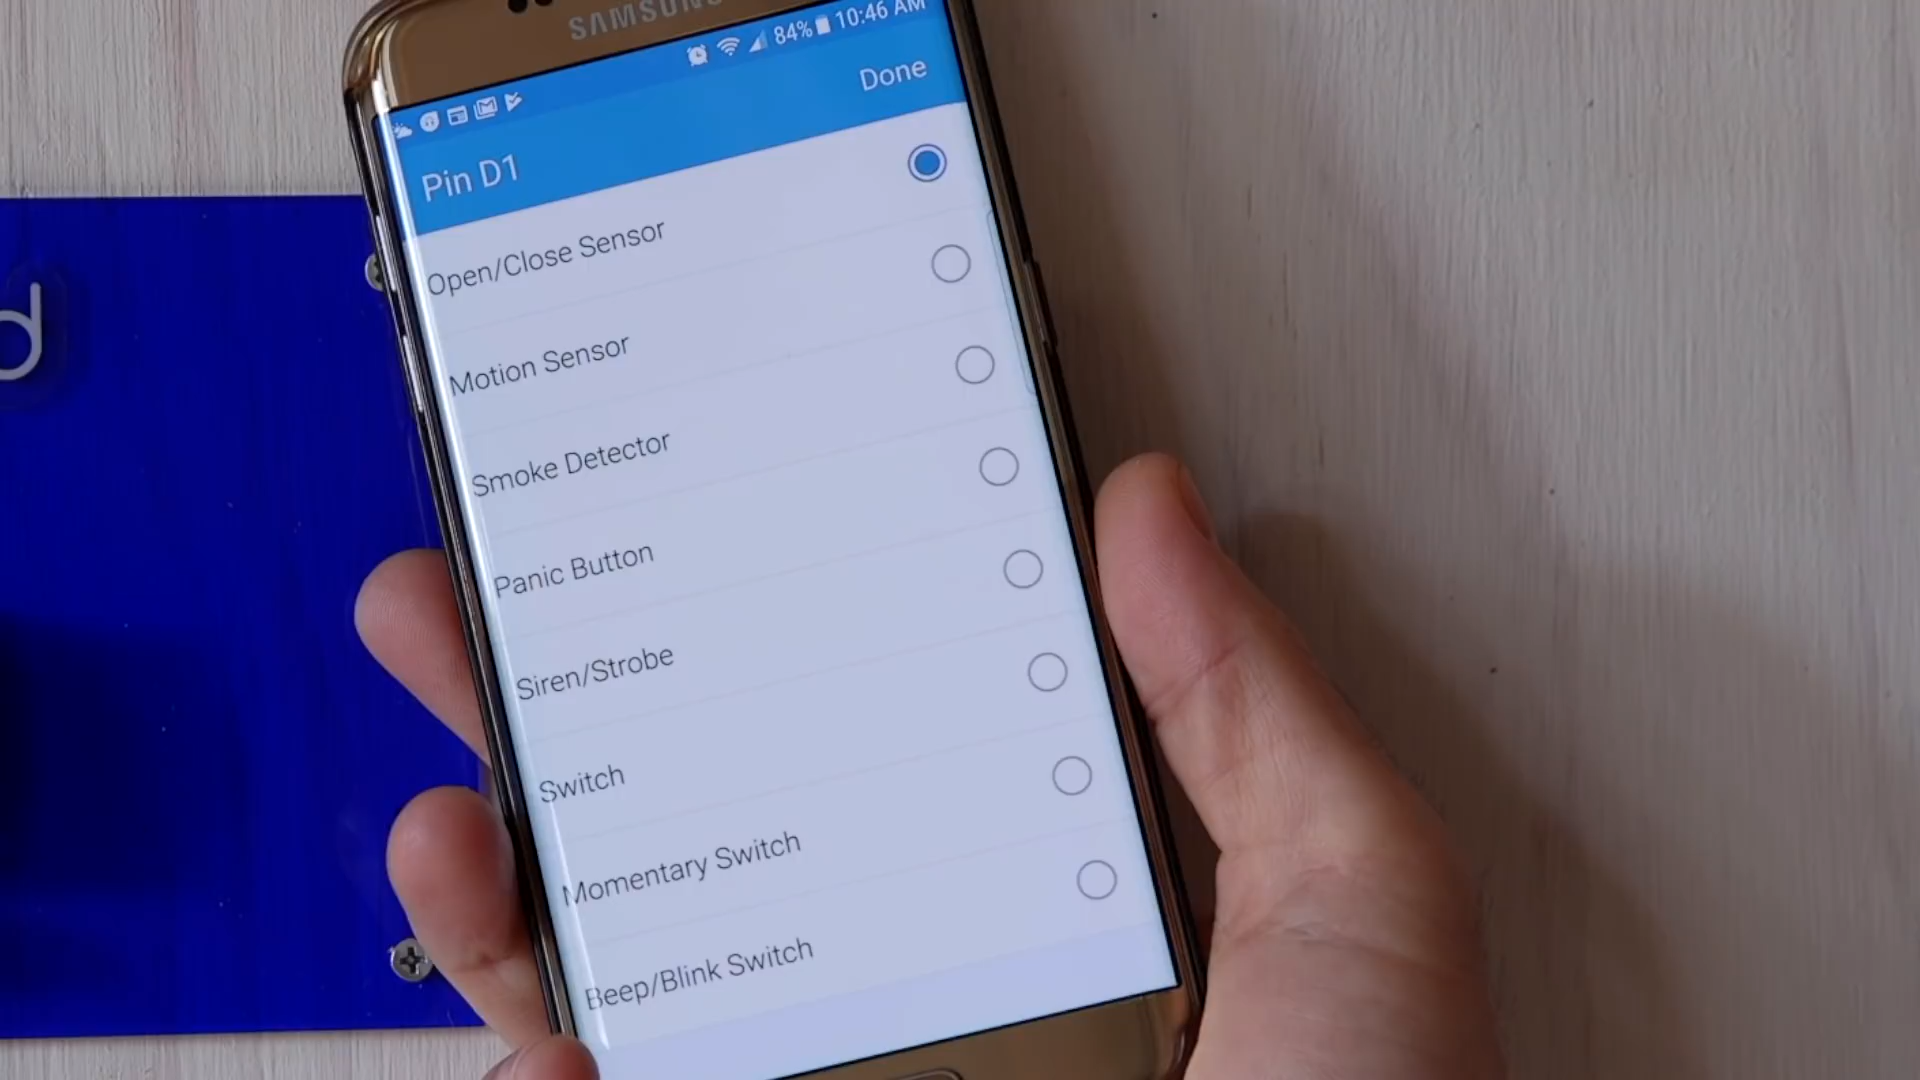 SAMSUNG
84% 10:46 AM
Done
Pin D1
Open/Close Sensor
Motion Sensor
Smoke Detector
Panic Button
Siren/Strobe
Switch
Momentary Switch
Beep/Blink Switch
d